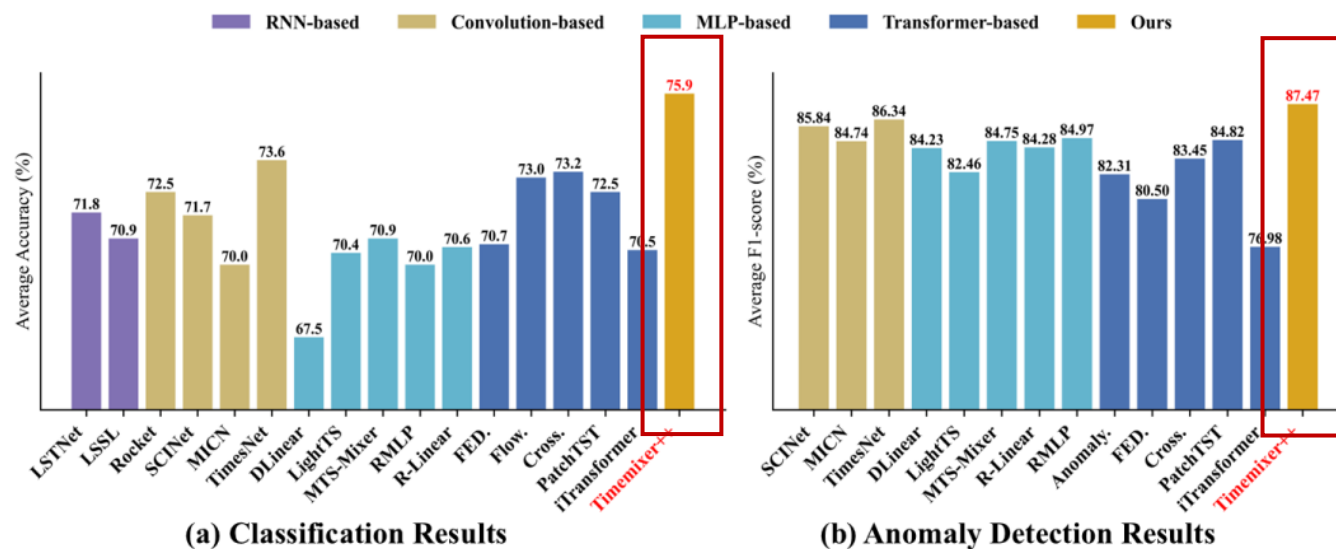 RNN-based Convolution-based MLP-based Transformer-based Ours
Average Accuracy (%)
71.8
70.9
72.5
71.7
70.0
73.6
67.5
70.4
70.9
70.0
70.6
70.7
73.0
73.2
72.5
70.5
75.9
LSTNet
LSSL
Rocket
SCINet
MICN
TimesNet
DLinear
LightTS
MTS-Mixer
RMLP
R-Linear
FED.
Flow.
Cross.
PatchTST
iTransformer
Timemixer++
(a) Classification Results
Average F1-score (%)
85.84
84.74
86.34
84.23
82.46
84.75
84.28
84.97
82.31
80.50
83.45
84.82
76.98
87.47
SCINet
MICN
TimesNet
DLinear
LightTS
MTS-Mixer
R-Linear
RMLP
Anomaly.
FED.
Cross.
PatchTST
iTransformer
Timemixer++
(b) Anomaly Detection Results